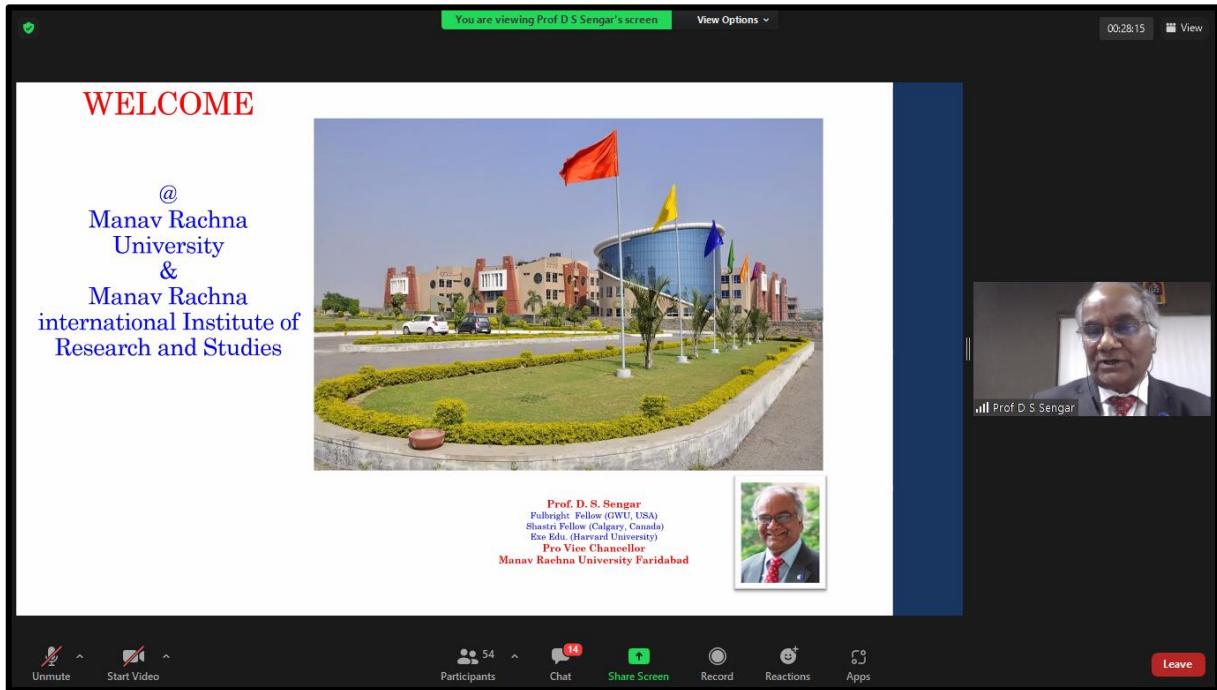 You are viewing Prof D S Sengar's screen
View Options
00:28:15
View
WELCOME
@
Manav Rachna
University
&
Manav Rachna
international Institute of
Research and Studies
Prof. D. S. Sengar
Fulbright Fellow (GWU, USA)
Shastri Fellow (Calgary, Canada)
Exe Edu. (Harvard University)
Pro Vice Chancellor
Manav Rachna University Faridabad
Prof D S Sengar
Unmute
Start Video
54
Participants
14
Chat
Share Screen
Record
Reactions
Apps
Leave